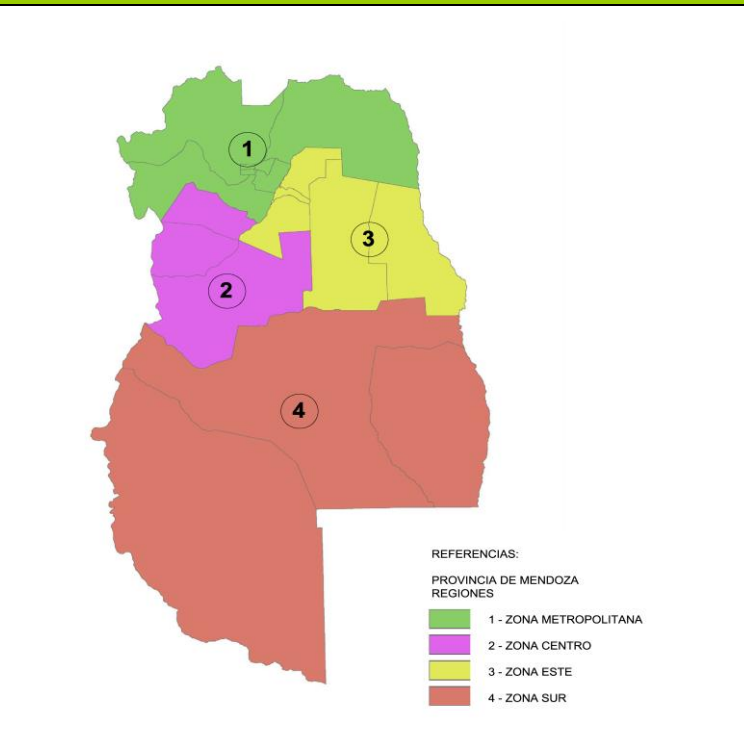 1
3
2
4
REFERENCIAS:
PROVINCIA DE MENDOZA
REGIONES
1 - ZONA METROPOLITANA
2 - ZONA CENTRO
3 - ZONA ESTE
4 - ZONA SUR